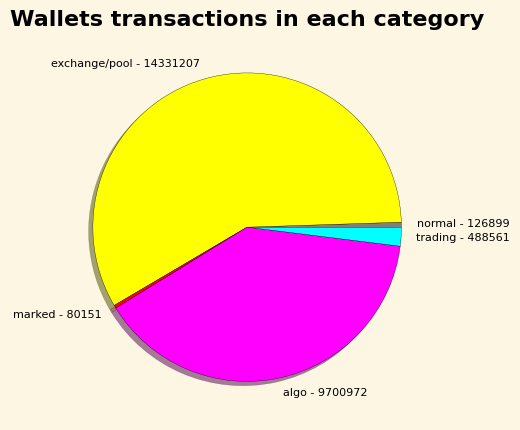 Wallets transactions in each category
exchange/pool - 14331207
normal - 126899
trading - 488561
marked - 80151
algo - 9700972